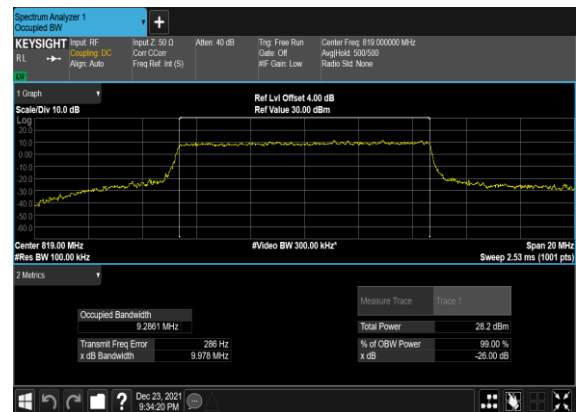 Spectrum Analyzer 1
Occupied BW
+
KEYSIGHT Input: RF Input Z: 50 Ω Atten: 40 dB Trig: Free Run Center Freq: 819.000000 MHz
RL Coupling: DC Corr CCorr Gate: Off Avg|Hold: 500/500
Align: Auto Freq Ref: Int (S) #IF Gain: Low Radio Std: None
LW
1 Graph
Ref Lvl Offset 4.00 dB
Scale/Div 10.0 dB Ref Value 30.00 dBm
Log
20.0
10.0
0.00
-10.0
-20.0
-30.0
-40.0
-50.0
-60.0
Center 819.00 MHz #Video BW 300.00 kHz* Span 20 MHz
#Res BW 100.00 kHz Sweep 2.53 ms (1001 pts)
2 Metrics
Measure Trace Trace 1
Occupied Bandwidth
9.2861 MHz Total Power 28.2 dBm
Transmit Freq Error 286 Hz % of OBW Power 99.00 %
x dB Bandwidth 9.978 MHz x dB -26.00 dB
? Dec 23, 2021
9:34:20 PM